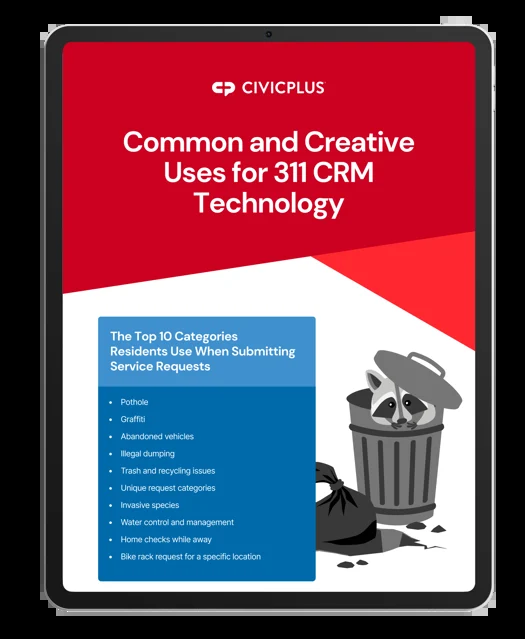 CIVICPLUS
Common and Creative
Uses for 311 CRM
Technology
The Top 10 Categories
Residents Use When Submitting
Service Requests
• Pothole
• Graffiti
• Abandoned vehicles
• Illegal dumping
• Trash and recycling issues
• Unique request categories
• Invasive species
• Water control and management
• Home checks while away
• Bike rack request for a specific location